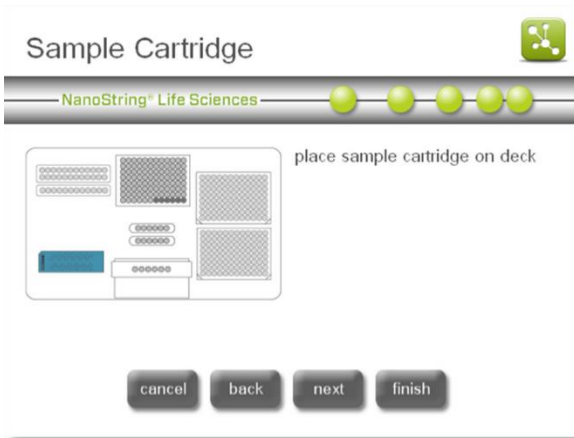 Sample Cartridge
NanoString® Life Sciences
place sample cartridge on deck
cancel back next finish